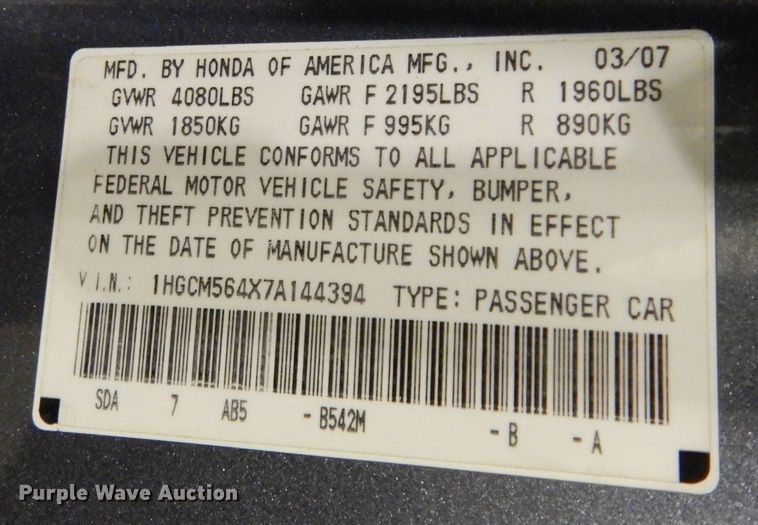 MFD. BY HONDA OF AMERICA MFG., INC. 03/07
GVWR 4080LBS GAWR F 2195LBS R 1960LBS
GVWR 1850KG GAWR F 995KG R 890KG
THIS VEHICLE CONFORMS TO ALL APPLICABLE
FEDERAL MOTOR VEHICLE SAFETY, BUMPER,
AND THEFT PREVENTION STANDARDS IN EFFECT
ON THE DATE OF MANUFACTURE SHOWN ABOVE.
V.I.N.: 1HGCM564X7A144394 TYPE: PASSENGER CAR
SDA 7 AB5 - B542M - B - A
Purple Wave Auction